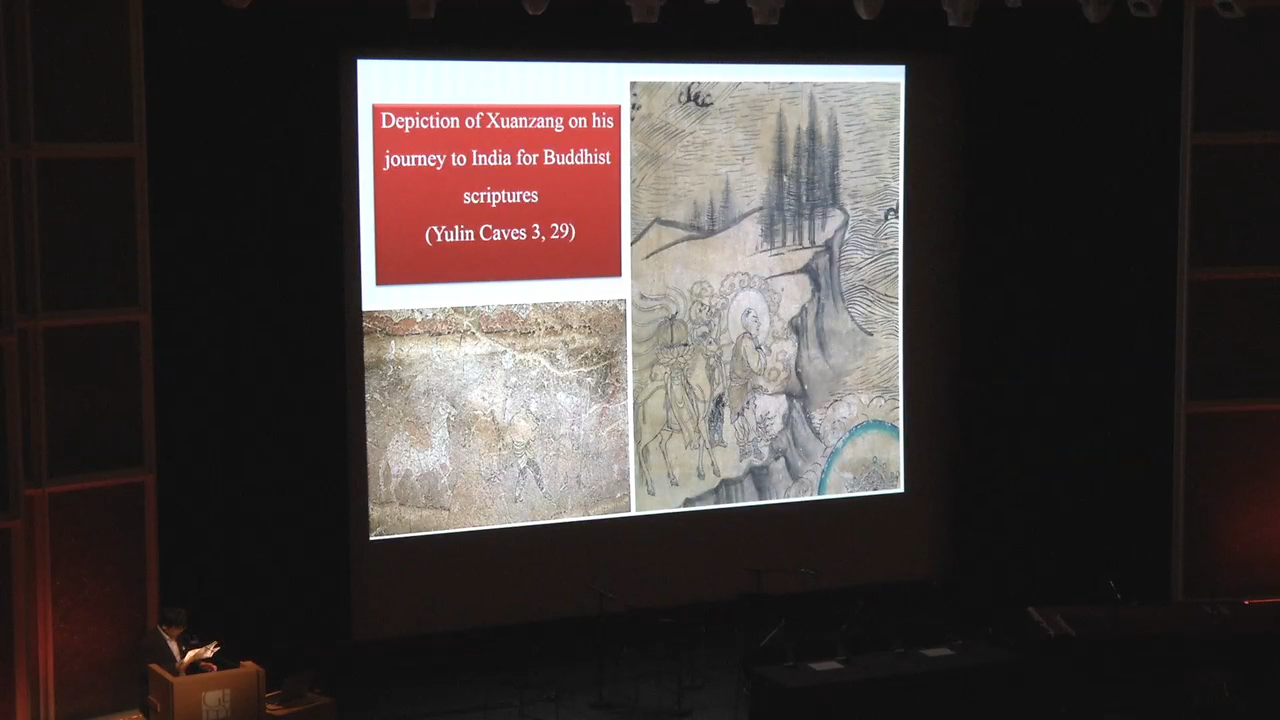 Depiction of Xuanzang on his
journey to India for Buddhist
scriptures
(Yulin Caves 3, 29)